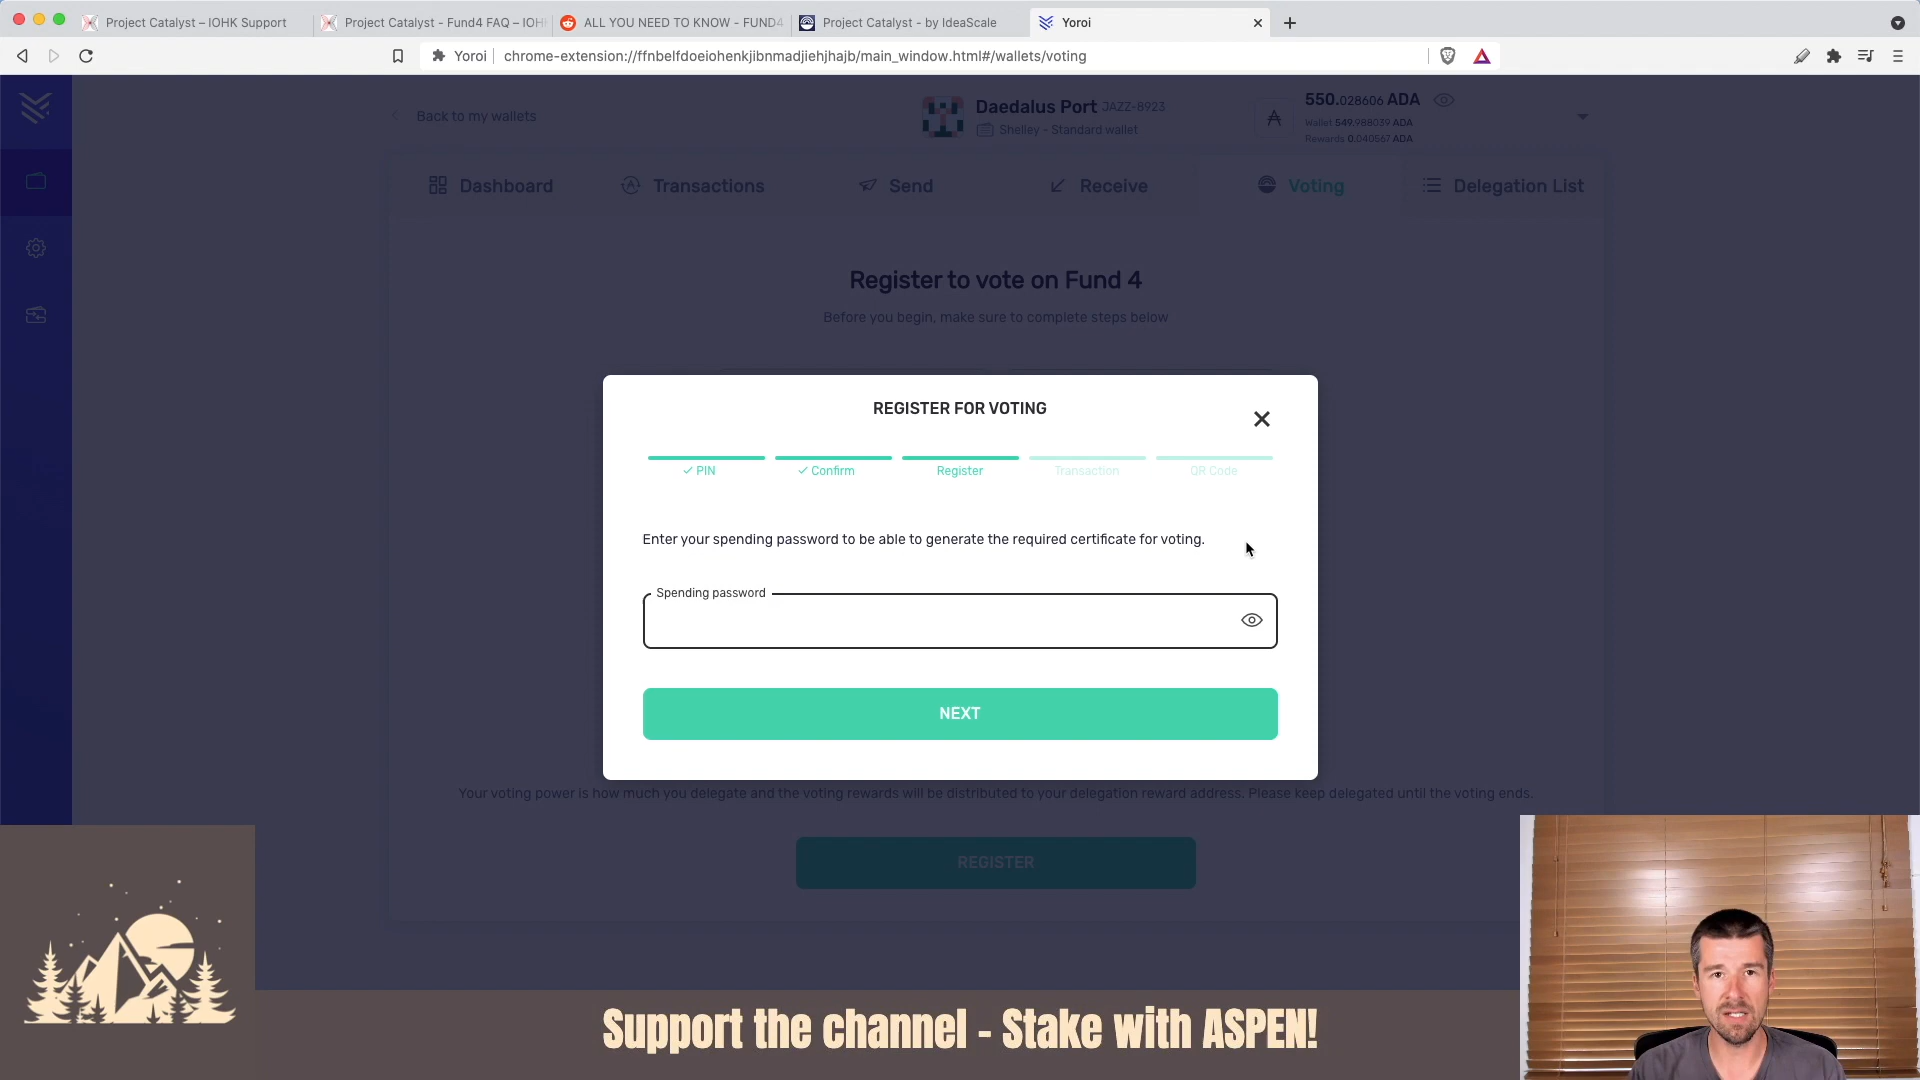 Project Catalyst – IOHK Support
Project Catalyst - Fund4 FAQ – IOH
ALL YOU NEED TO KNOW - FUND4
Project Catalyst - by IdeaScale
Yoroi
Yoroi
chrome-extension://ffnbelfdoeiohenkjibnmadjiehjhajb/main_window.html#/wallets/voting
Back to my wallets
Daedalus Port JAZZ-8923
Shelley - Standard wallet
550.028606 ADA
Wallet 549.988039 ADA
Rewards 0.040567 ADA
Dashboard
Transactions
Send
Receive
Voting
Delegation List
Register to vote on Fund 4
Before you begin, make sure to complete steps below
REGISTER FOR VOTING
PIN
Confirm
Register
Transaction
QR Code
Enter your spending password to be able to generate the required certificate for voting.
Spending password
NEXT
Your voting power is how much you delegate and the voting rewards will be distributed to your delegation reward address. Please keep delegated until the voting ends.
REGISTER
Support the channel - Stake with ASPEN!